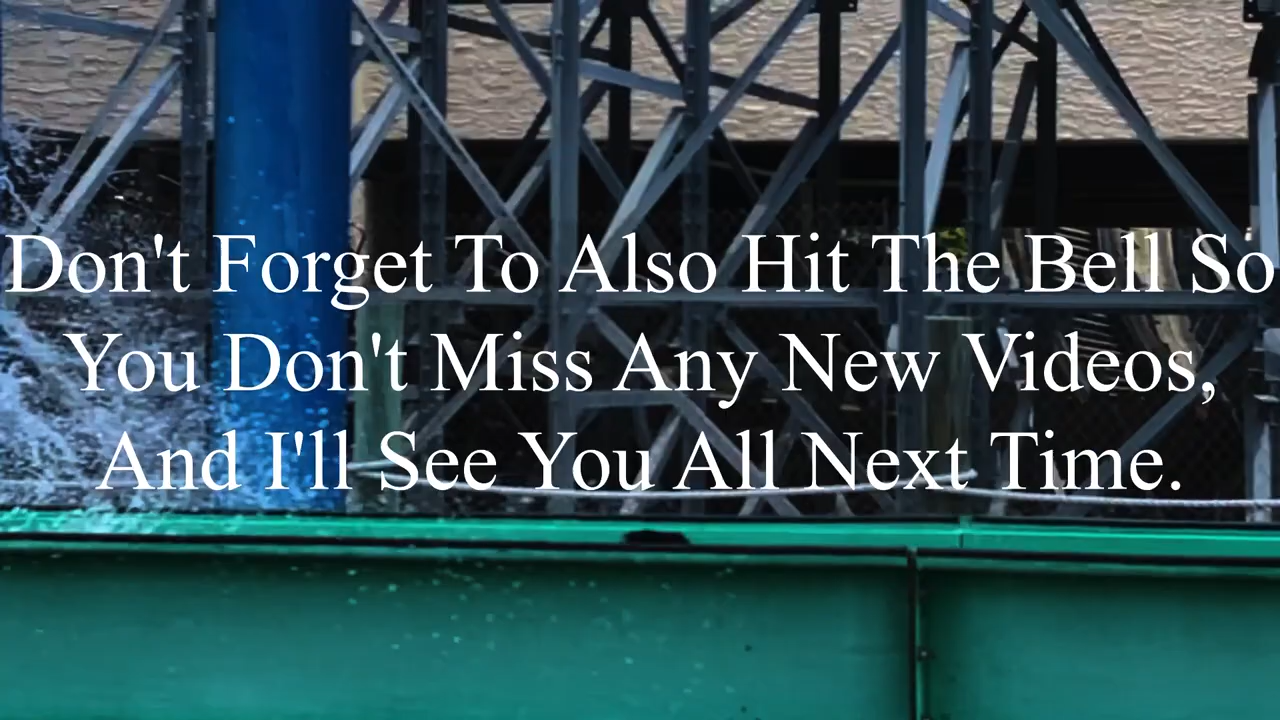 Don't Forget To Also Hit The Bell So
You Don't Miss Any New Videos,
And I'll See You All Next Time.